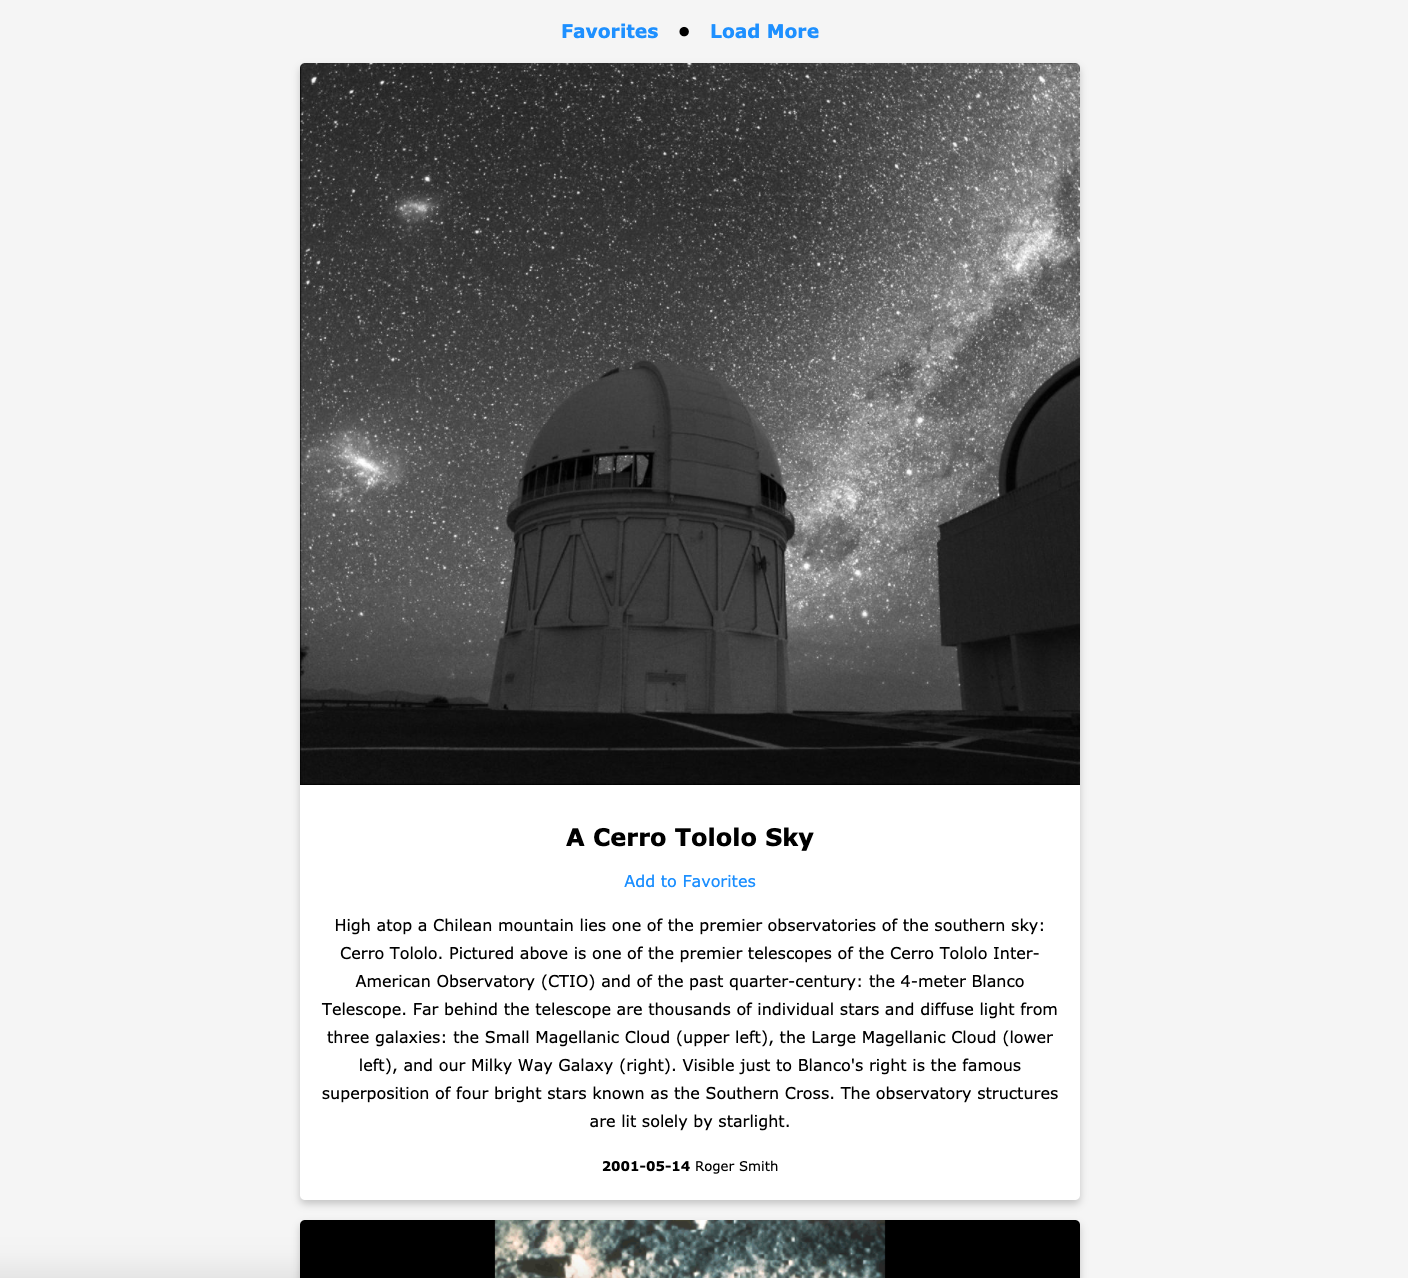 Favorites ● Load More
A Cerro Tololo Sky
Add to Favorites
High atop a Chilean mountain lies one of the premier observatories of the southern sky:
Cerro Tololo. Pictured above is one of the premier telescopes of the Cerro Tololo Inter-
American Observatory (CTIO) and of the past quarter-century: the 4-meter Blanco
Telescope. Far behind the telescope are thousands of individual stars and diffuse light from
three galaxies: the Small Magellanic Cloud (upper left), the Large Magellanic Cloud (lower
left), and our Milky Way Galaxy (right). Visible just to Blanco's right is the famous
superposition of four bright stars known as the Southern Cross. The observatory structures
are lit solely by starlight.
2001-05-14 Roger Smith